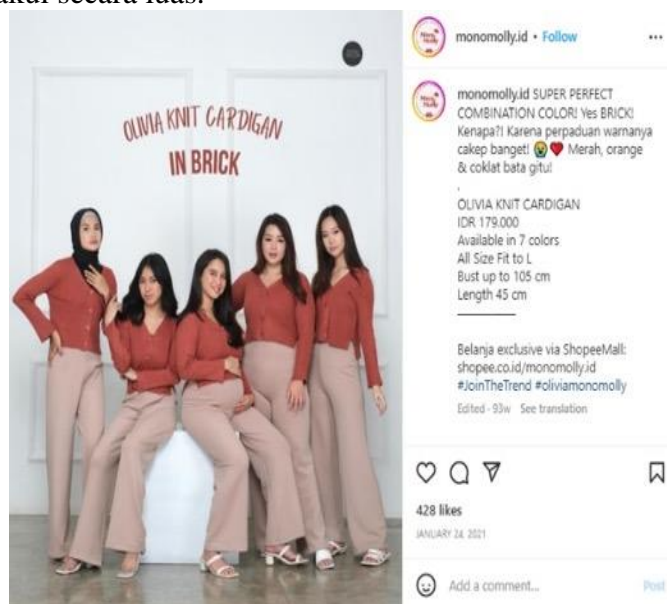 akui secara luas.
OLIVIA KNIT CARDIGAN
IN BRICK
monomolly.id • Follow
monomolly.id SUPER PERFECT
COMBINATION COLOR! Yes BRICK!
Kenapa?! Karena perpaduan warnanya
cakep banget! 😭❤️ Merah, orange
& coklat bata gitu!
.
OLIVIA KNIT CARDIGAN
IDR 179.000
Available in 7 colors
All Size Fit to L
Bust up to 105 cm
Length 45 cm
Belanja exclusive via ShopeeMall:
shopee.co.id/monomolly.id
#JoinTheTrend #oliviamonomolly
Edited · 93w See translation
428 likes
JANUARY 24, 2021
Add a comment...
Post